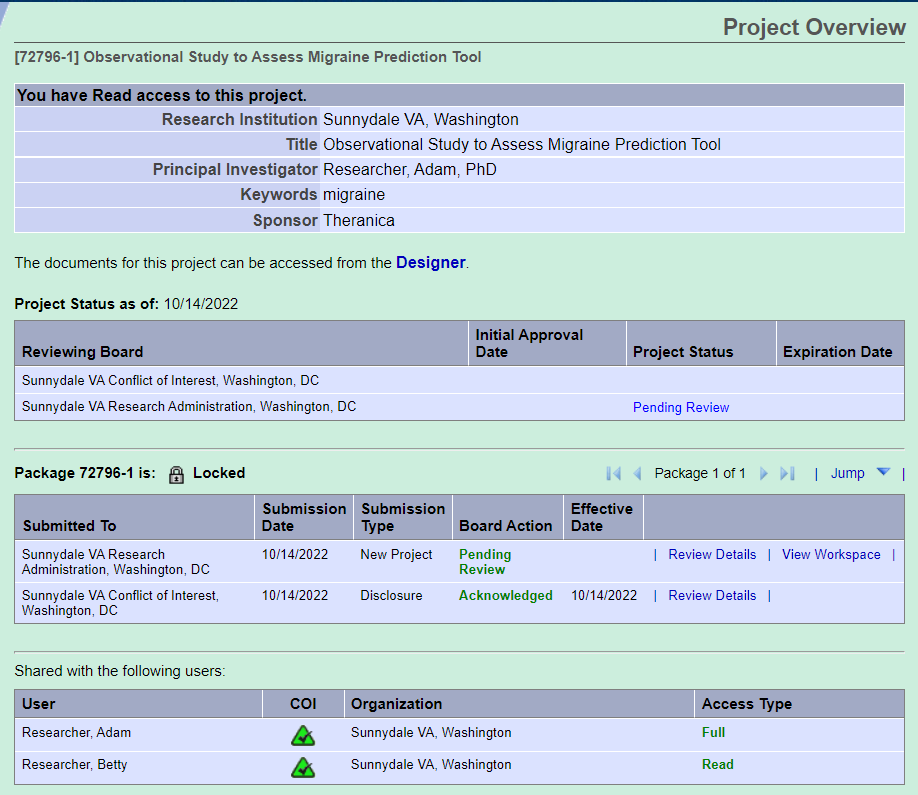 Project Overview
[72796-1] Observational Study to Assess Migraine Prediction Tool
You have Read access to this project.
Research Institution Sunnydale VA, Washington
Title Observational Study to Assess Migraine Prediction Tool
Principal Investigator Researcher, Adam, PhD
Keywords migraine
Sponsor Theranica
The documents for this project can be accessed from the Designer.
Project Status as of: 10/14/2022
Reviewing Board Initial Approval Date Project Status Expiration Date
Sunnydale VA Conflict of Interest, Washington, DC
Sunnydale VA Research Administration, Washington, DC Pending Review
Package 72796-1 is: Locked Package 1 of 1 | Jump |
Submitted To Submission Date Submission Type Board Action Effective Date
Sunnydale VA Research Administration, Washington, DC 10/14/2022 New Project Pending Review | Review Details | View Workspace |
Sunnydale VA Conflict of Interest, Washington, DC 10/14/2022 Disclosure Acknowledged 10/14/2022 | Review Details |
Shared with the following users:
User COI Organization Access Type
Researcher, Adam Sunnydale VA, Washington Full
Researcher, Betty Sunnydale VA, Washington Read